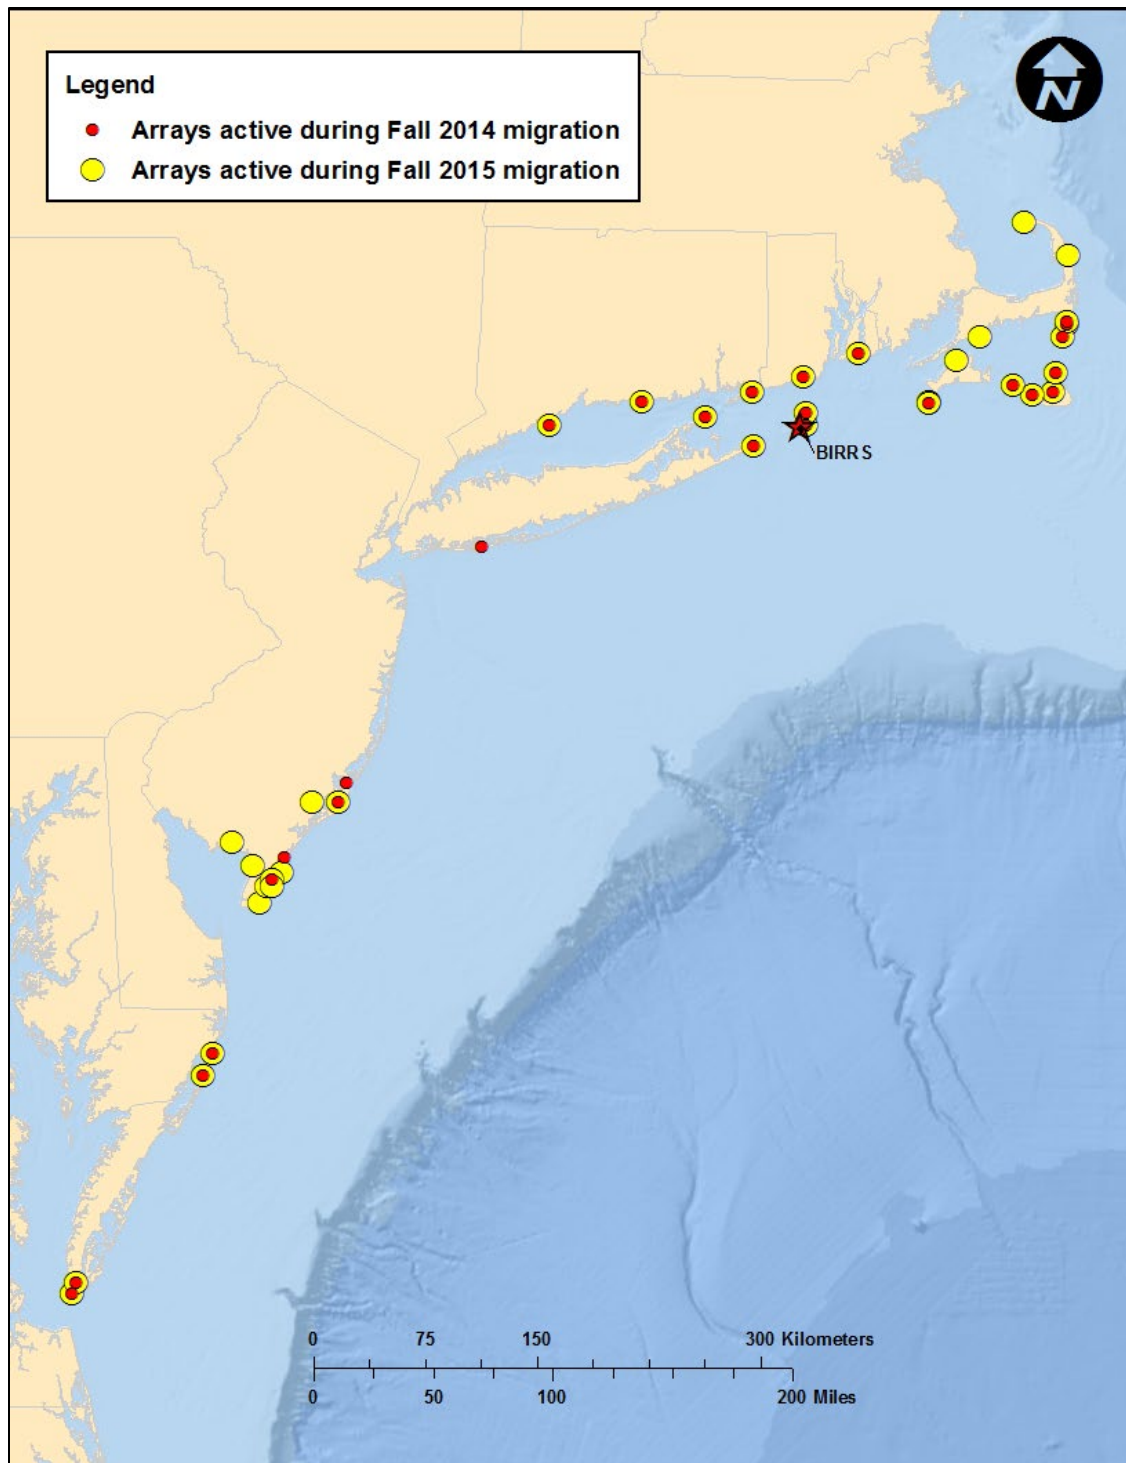 Legend
Arrays active during Fall 2014 migration
Arrays active during Fall 2015 migration
N
BIRRS
0 75 150 300 Kilometers
0 50 100 200 Miles